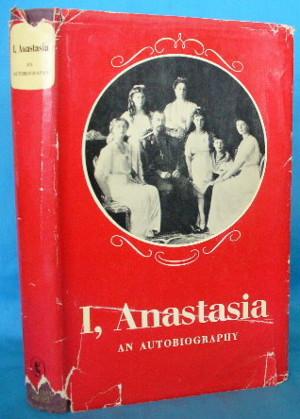 I, Anastasia
AN
AUTOBIOGRAPHY
I, Anastasia
AN AUTOBIOGRAPHY